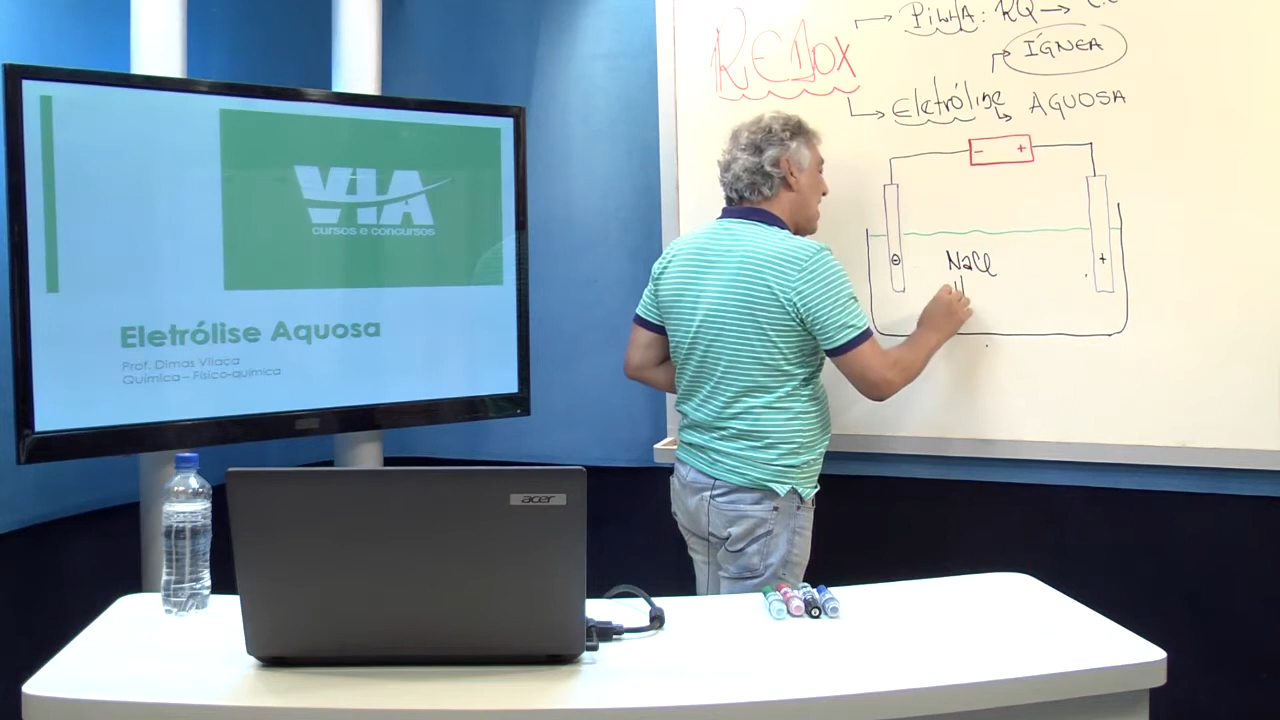 VIA
cursos e concursos
Eletrólise Aquosa
Prof. Dimas Vilaça
Química – Físico-química
acer
REDOX
PILHA: RQ →
ÍGNEA
Eletrólise
AQUOSA
- +
NaCl
⊖
+